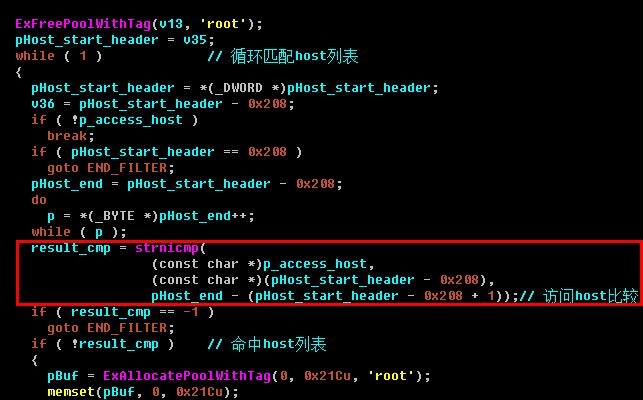 ExFreePoolWithTag(v13, 'root');
pHost_start_header = v35;
while ( 1 ) // 循环匹配host列表
{
pHost_start_header = *(_DWORD *)pHost_start_header;
v36 = pHost_start_header - 0x208;
if ( !p_access_host )
break;
if ( pHost_start_header == 0x208 )
goto END_FILTER;
pHost_end = pHost_start_header - 0x208;
do
p = *(_BYTE *)pHost_end++;
while ( p );
result_cmp = strnicmp(
(const char *)p_access_host,
(const char *)(pHost_start_header - 0x208),
pHost_end - (pHost_start_header - 0x208 + 1));// 访问host比较
if ( result_cmp == -1 )
goto END_FILTER;
if ( !result_cmp ) // 命中host列表
{
pBuf = ExAllocatePoolWithTag(0, 0x21Cu, 'root');
memset(pBuf, 0, 0x21Cu);